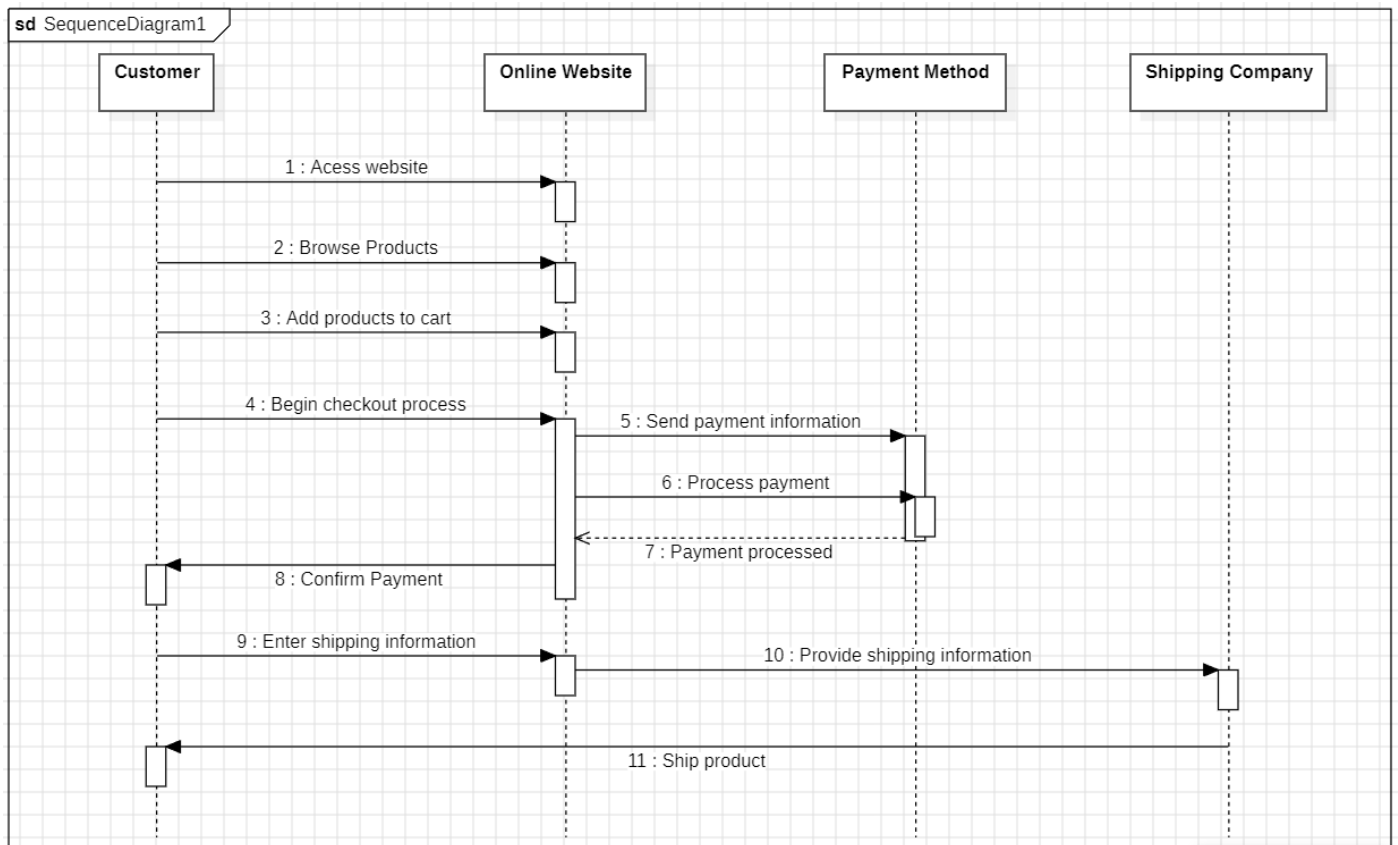 sd SequenceDiagram1
Customer
Online Website
Payment Method
Shipping Company
1 : Acess website
2 : Browse Products
3 : Add products to cart
4 : Begin checkout process
5 : Send payment information
6 : Process payment
7 : Payment processed
8 : Confirm Payment
9 : Enter shipping information
10 : Provide shipping information
11 : Ship product